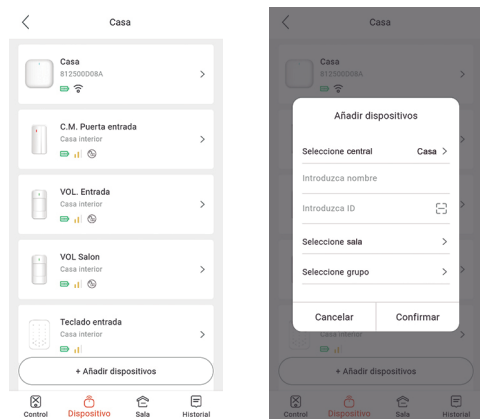 Casa
Casa
812500D08A
C.M. Puerta entrada
Casa interior
VOL. Entrada
Casa interior
VOL Salon
Casa interior
Teclado entrada
Casa interior
+ Añadir dispositivos
Control Dispositivo Sala Historial
Casa
Casa
812500D08A
Añadir dispositivos
Seleccione central Casa
Introduzca nombre
Introduzca ID
Seleccione sala
Seleccione grupo
Cancelar Confirmar
Casa interior
+ Añadir dispositivos
Control Dispositivo Sala Historial